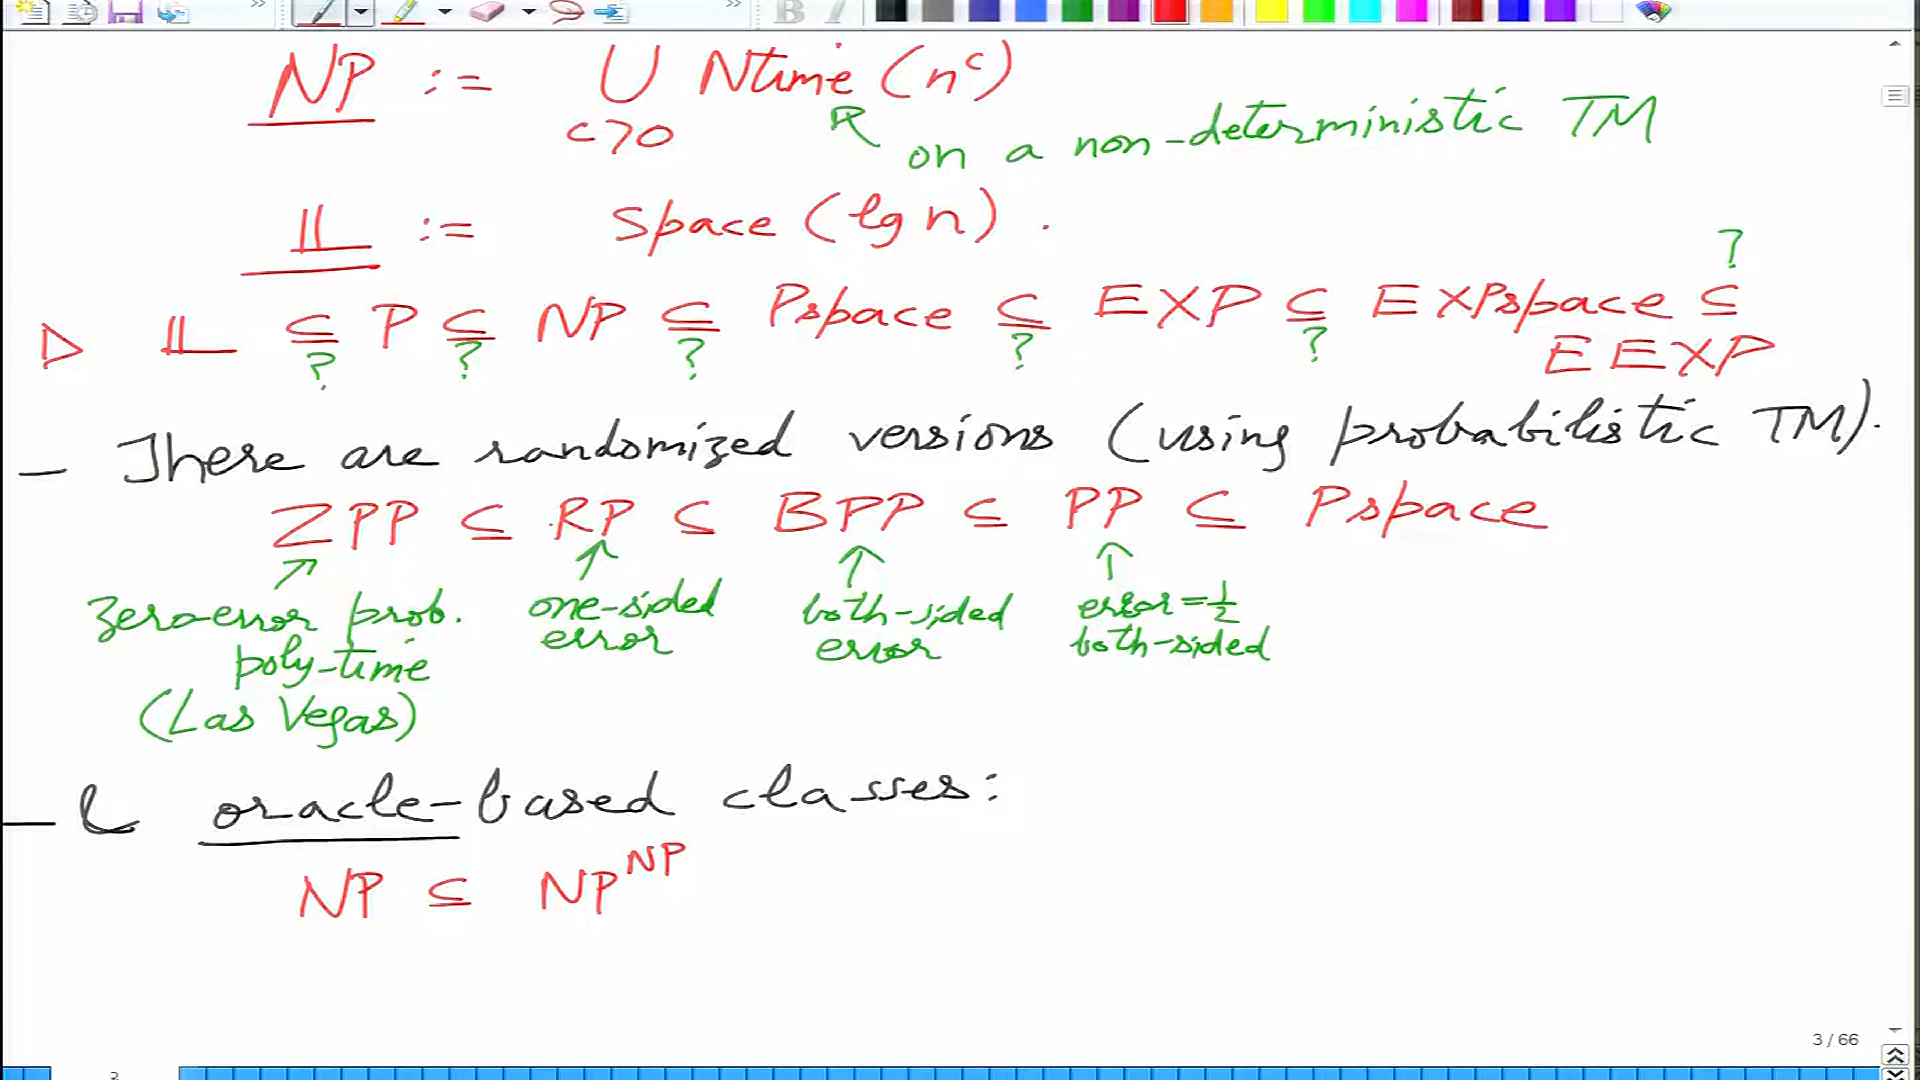 NP := U Ntime (n^c)
c>0
on a non-deterministic TM
𝕃 := Space (lg n) .
?
𝕃 ⊆ P ⊆ NP ⊆ Pspace ⊆ EXP ⊆ EXPspace ⊆
? ? ? ? ?
EEXP
- There are randomized versions (using probabilistic TM).
ZPP ⊆ RP ⊆ BPP ⊆ PP ⊆ Pspace
zero-error prob. one-sided both-sided error=1/2
poly-time error error both-sided
(Las Vegas)
- oracle-based classes:
NP ⊆ NP^NP
3 / 66